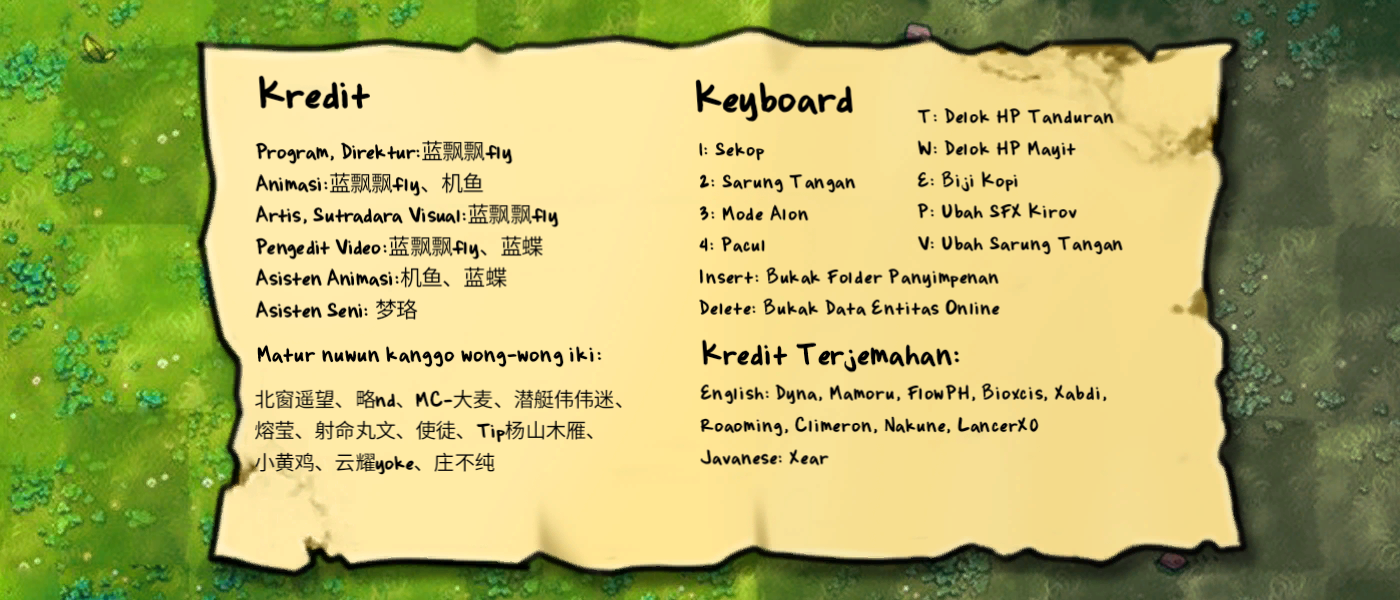 Kredit
Program, Direktur:蓝飘飘fly
Animasi:蓝飘飘fly、机鱼
Artis, Sutradara Visual:蓝飘飘fly
Pengedit Video:蓝飘飘fly、蓝蝶
Asisten Animasi:机鱼、蓝蝶
Asisten Seni: 梦珞
Matur nuwun kanggo wong-wong iki:
北窗遥望、略nd、MC-大麦、潜艇伟伟迷、
熔莹、射命丸文、使徒、Tip杨山木雁、
小黄鸡、云耀yoke、庄不纯
Keyboard
1: Sekop
2: Sarung Tangan
3: Mode Alon
4: Pacul
T: Delok HP Tanduran
W: Delok HP Mayit
E: Biji Kopi
P: Ubah SFX Kirov
V: Ubah Sarung Tangan
Insert: Bukak Folder Panyimpenan
Delete: Bukak Data Entitas Online
Kredit Terjemahan:
English: Dyna, Mamoru, FlowPH, Bioxcis, Xabdi,
Roaoming, Climeron, Nakune, LancerXO
Javanese: Xear